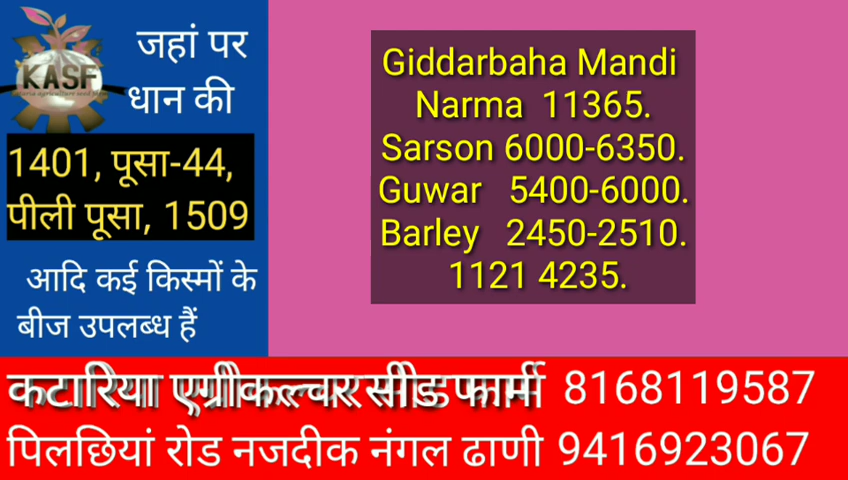 KASF
जहां पर
धान की
1401, पूसा-44,
पीली पूसा, 1509
आदि कई किस्मों के
बीज उपलब्ध हैं
Giddarbaha Mandi
Narma 11365.
Sarson 6000-6350.
Guwar 5400-6000.
Barley 2450-2510.
1121 4235.
कटारिया एग्रीकल्चर सीड फार्म 8168119587
पिलछियां रोड नजदीक नंगल ढाणी 9416923067